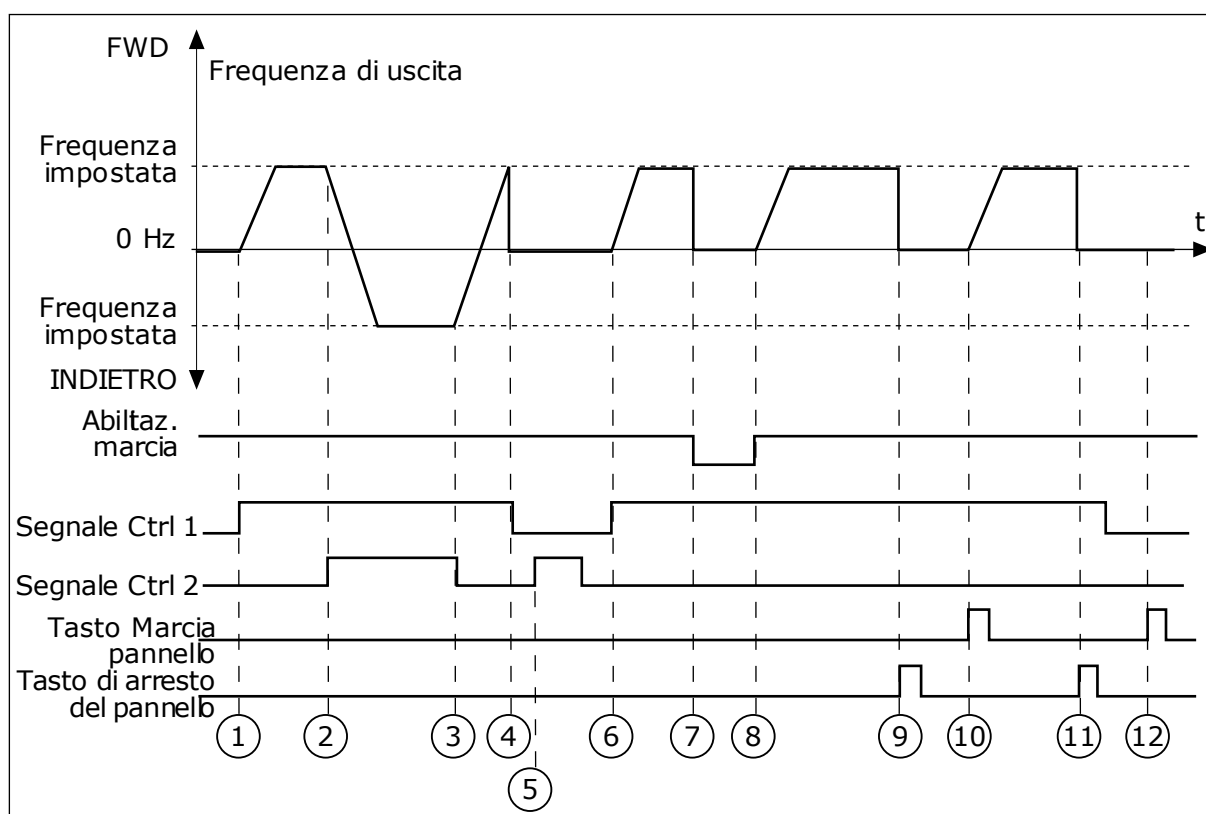 FWD
Frequenza di uscita
Frequenza
impostata
0 Hz
t
Frequenza
impostata
INDIETRO
Abiltaz.
marcia
Segnale Ctrl 1
Segnale Ctrl 2
Tasto Marcia
pannello
Tasto di arresto
del pannello
1 2 3 4 6 7 8 9 10 11 12
5